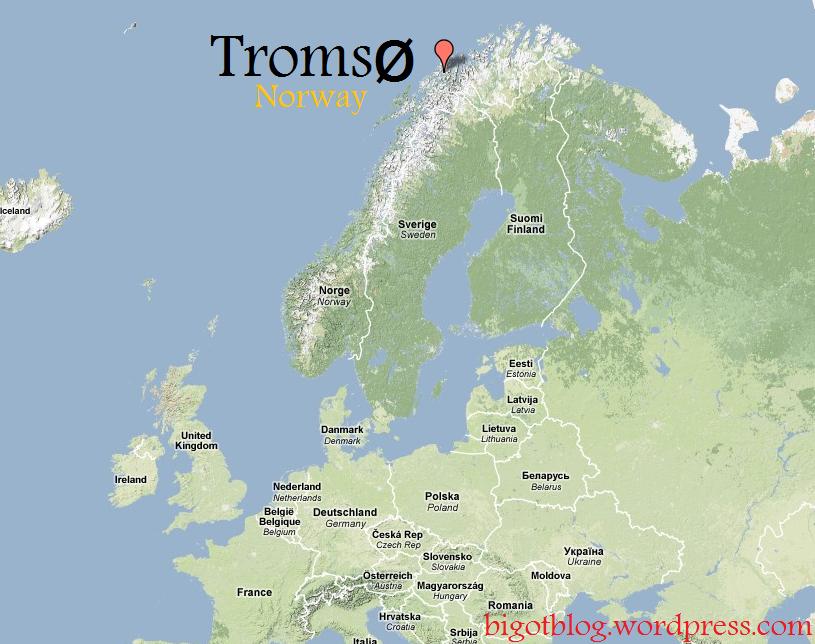 Tromsø
Norway
Iceland
Sverige
Sweden
Suomi
Finland
Norge
Norway
Eesti
Estonia
Latvija
Latvia
Lietuva
Lithuania
Danmark
Denmark
United
Kingdom
Ireland
Беларусь
Belarus
Nederland
Netherlands
Polska
Poland
België
Belgique
Belgium
Deutschland
Germany
Česká Rep
Czech Rep
Slovensko
Slovakia
Україна
Ukraine
Österreich
Austria
Magyarország
Hungary
Moldova
France
Romania
Hrvatska
Croatia
Srbija
Serbia
Italia
bigotblog.wordpress.com